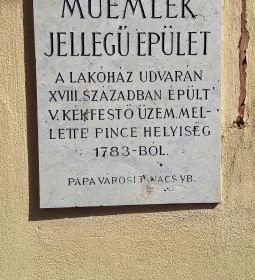 MŰEMLÉK
JELLEGŰ ÉPÜLET
A LAKÓHÁZ UDVARÁN
XVIII. SZÁZADBAN ÉPÜLT
V. KÉKFESTŐ ÜZEM. MEL-
LETTE PINCE HELYISÉG
1783-BÓL.
PÁPA VÁROSI TANÁCS VB.